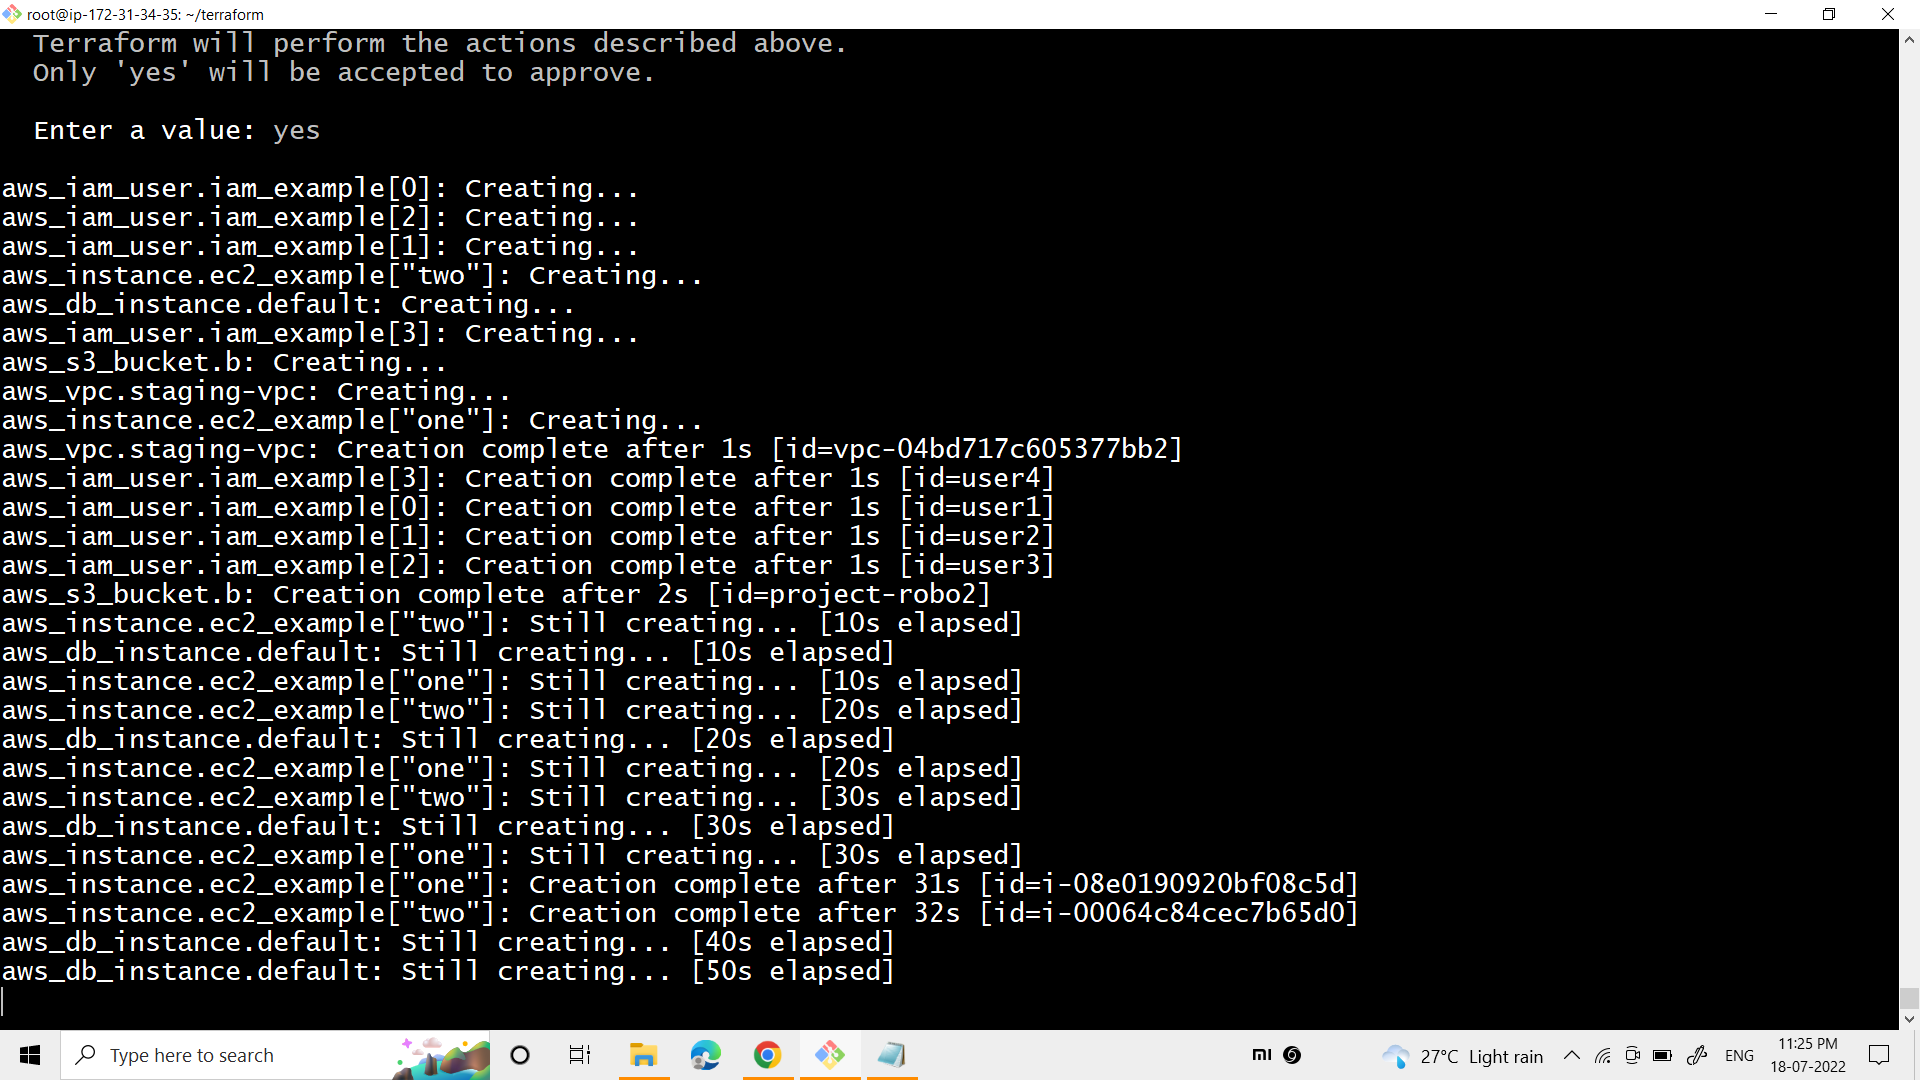 root@ip-172-31-34-35: ~/terraform
Terraform will perform the actions described above.
Only 'yes' will be accepted to approve.
Enter a value: yes
aws_iam_user.iam_example[0]: Creating...
aws_iam_user.iam_example[2]: Creating...
aws_iam_user.iam_example[1]: Creating...
aws_instance.ec2_example["two"]: Creating...
aws_db_instance.default: Creating...
aws_iam_user.iam_example[3]: Creating...
aws_s3_bucket.b: Creating...
aws_vpc.staging-vpc: Creating...
aws_instance.ec2_example["one"]: Creating...
aws_vpc.staging-vpc: Creation complete after 1s [id=vpc-04bd717c605377bb2]
aws_iam_user.iam_example[3]: Creation complete after 1s [id=user4]
aws_iam_user.iam_example[0]: Creation complete after 1s [id=user1]
aws_iam_user.iam_example[1]: Creation complete after 1s [id=user2]
aws_iam_user.iam_example[2]: Creation complete after 1s [id=user3]
aws_s3_bucket.b: Creation complete after 2s [id=project-robo2]
aws_instance.ec2_example["two"]: Still creating... [10s elapsed]
aws_db_instance.default: Still creating... [10s elapsed]
aws_instance.ec2_example["one"]: Still creating... [10s elapsed]
aws_instance.ec2_example["two"]: Still creating... [20s elapsed]
aws_db_instance.default: Still creating... [20s elapsed]
aws_instance.ec2_example["one"]: Still creating... [20s elapsed]
aws_instance.ec2_example["two"]: Still creating... [30s elapsed]
aws_db_instance.default: Still creating... [30s elapsed]
aws_instance.ec2_example["one"]: Still creating... [30s elapsed]
aws_instance.ec2_example["one"]: Creation complete after 31s [id=i-08e0190920bf08c5d]
aws_instance.ec2_example["two"]: Creation complete after 32s [id=i-00064c84cec7b65d0]
aws_db_instance.default: Still creating... [40s elapsed]
aws_db_instance.default: Still creating... [50s elapsed]
Type here to search
mı
27°C Light rain
ENG
11:25 PM
18-07-2022